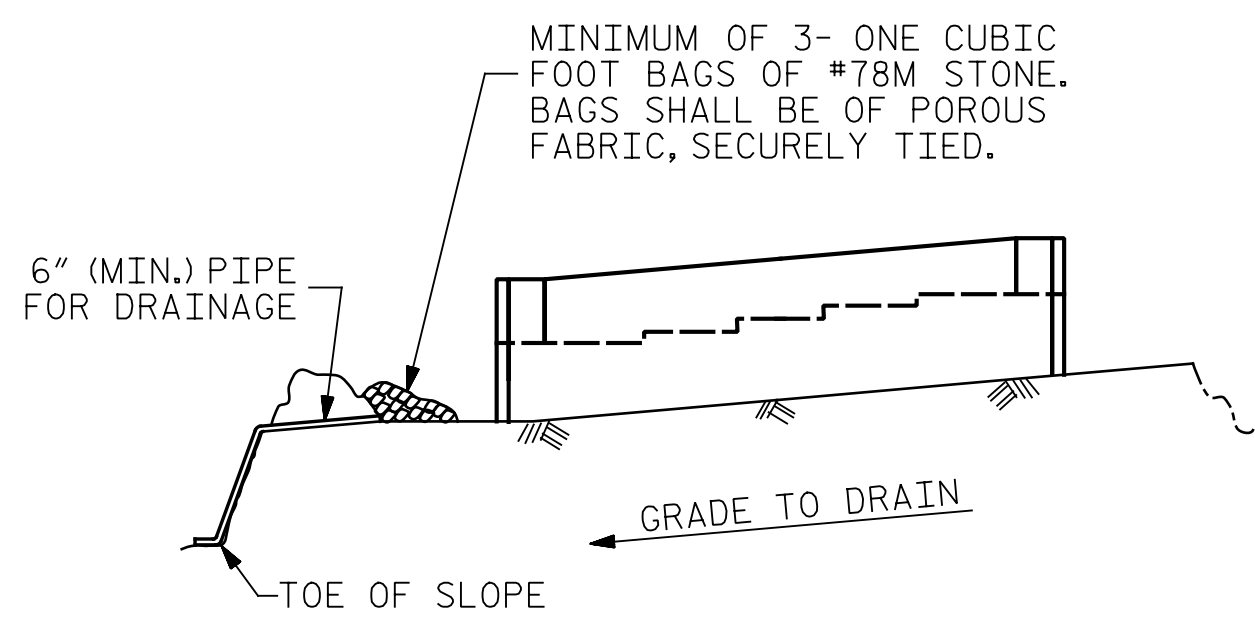 MINIMUM OF 3- ONE CUBIC
FOOT BAGS OF #78M STONE.
BAGS SHALL BE OF POROUS
FABRIC, SECURELY TIED.
6" (MIN.) PIPE
FOR DRAINAGE
GRADE TO DRAIN
TOE OF SLOPE